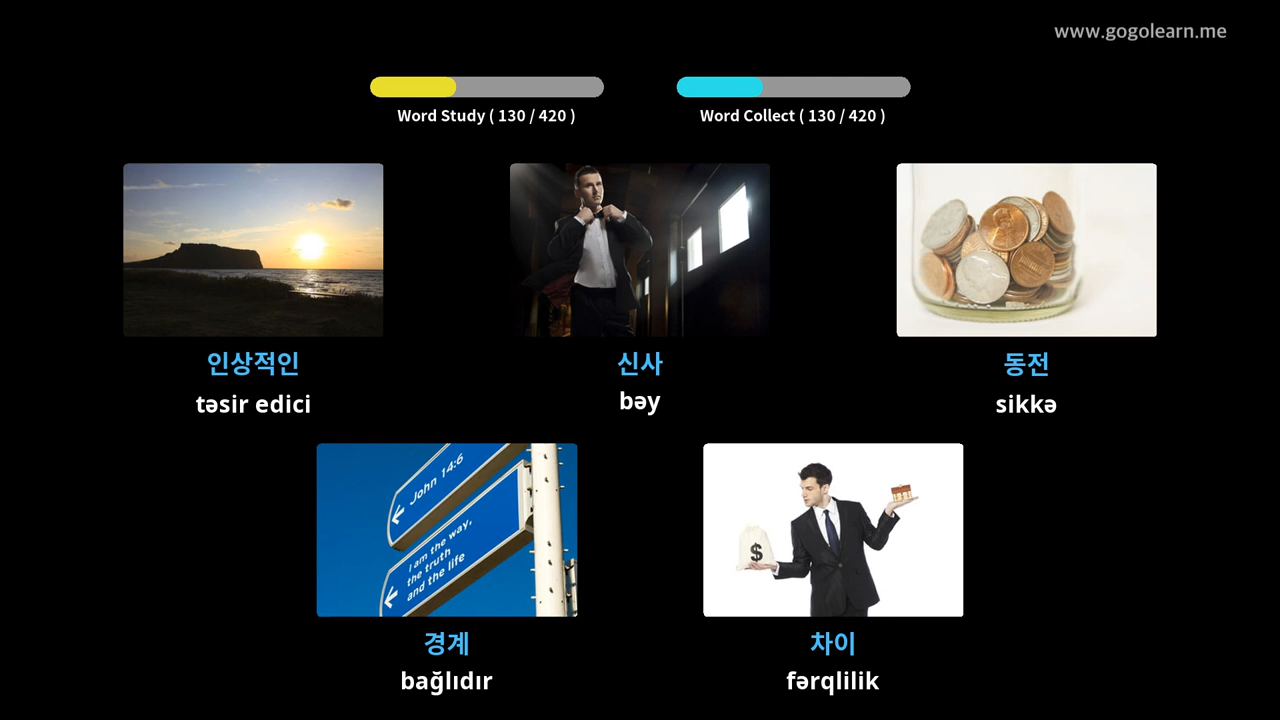 www.gogolearn.me
Word Study ( 130 / 420 )
Word Collect ( 130 / 420 )
인상적인
təsir edici
신사
bəy
동전
sikkə
John 14:6
I am the way,
the truth
and the life
$
경계
bağlıdır
차이
fərqlilik